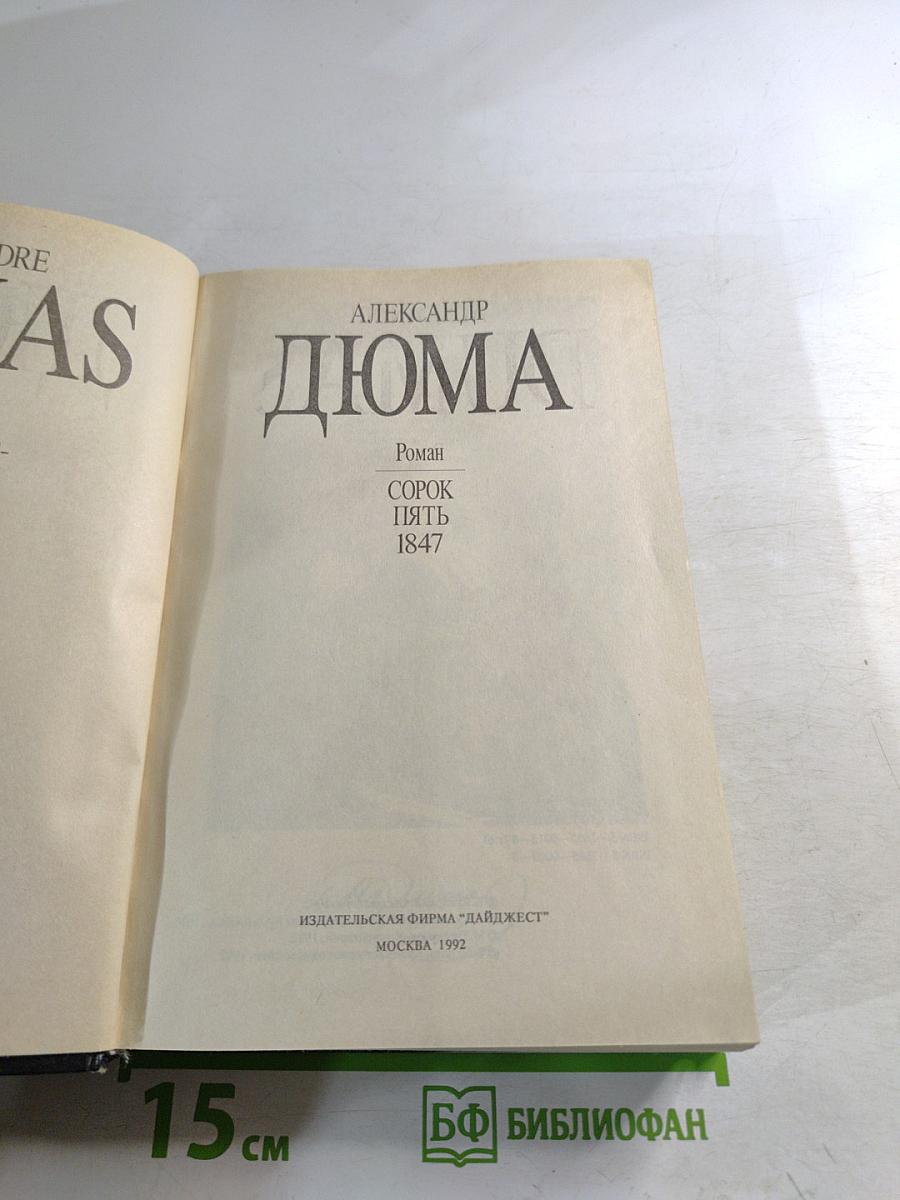 DRE
AS
-
АЛЕКСАНДР
ДЮМА
Роман
СОРОК
ПЯТЬ
1847
ИЗДАТЕЛЬСКАЯ ФИРМА "ДАЙДЖЕСТ"
МОСКВА 1992
15 см
БФ БИБЛИОФАН